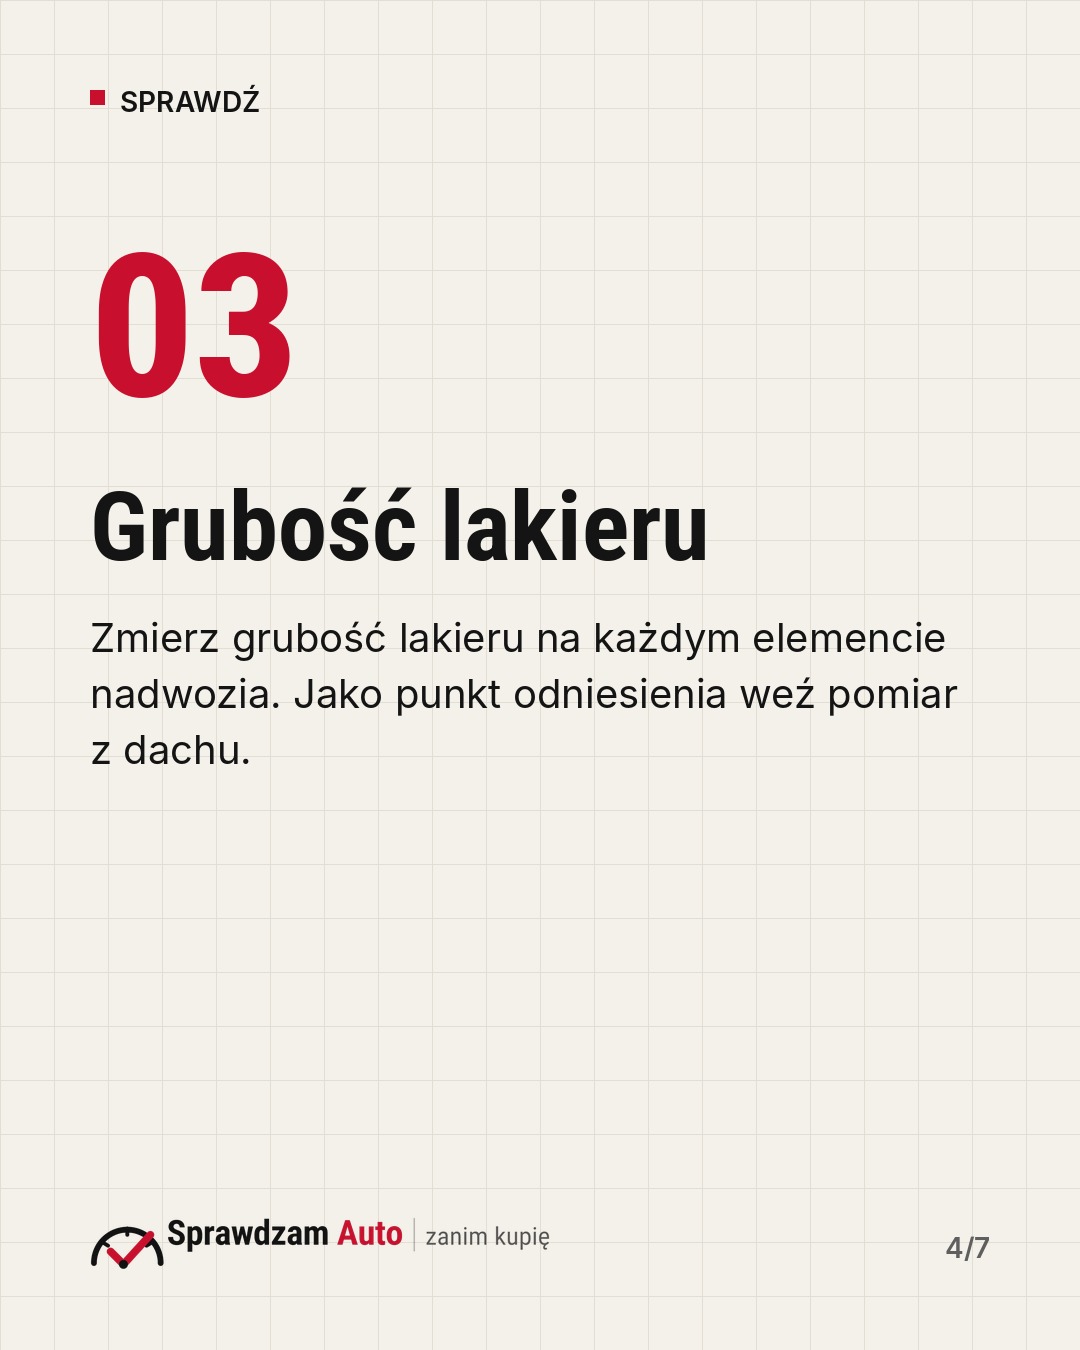 SPRAWDŹ
03
Grubość lakieru
Zmierz grubość lakieru na każdym elemencie
nadwozia. Jako punkt odniesienia weź pomiar
z dachu.
Sprawdzam Auto | zanim kupię
4/7